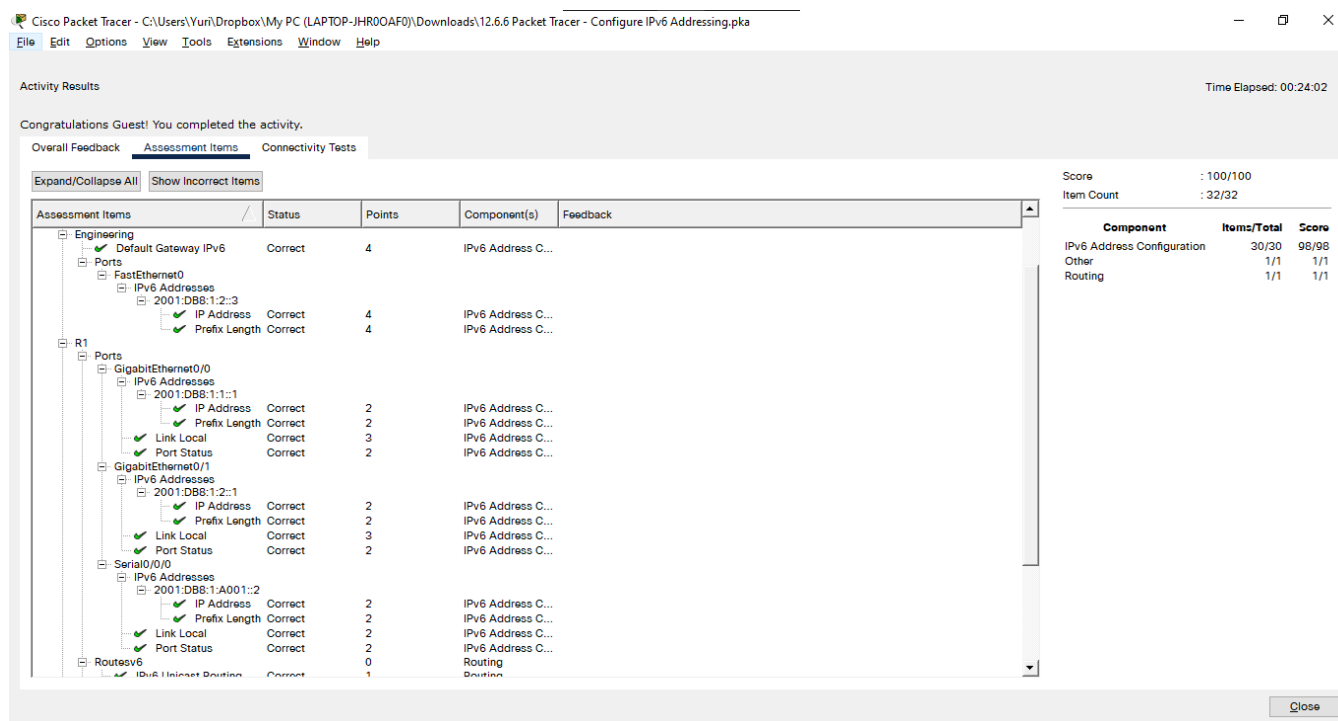 Cisco Packet Tracer - C:\Users\Yuri\Dropbox\My PC (LAPTOP-JHR0OAF0)\Downloads\12.6.6 Packet Tracer - Configure IPv6 Addressing.pka
File Edit Options View Tools Extensions Window Help
Activity Results
Time Elapsed: 00:24:02
Congratulations Guest! You completed the activity.
Overall Feedback Assessment Items Connectivity Tests
Expand/Collapse All Show Incorrect Items
Assessment Items Status Points Component(s) Feedback
Engineering
Default Gateway IPv6 Correct 4 IPv6 Address C...
Ports
FastEthernet0
IPv6 Addresses
2001:DB8:1:2::3
IP Address Correct 4 IPv6 Address C...
Prefix Length Correct 4 IPv6 Address C...
R1
Ports
GigabitEthernet0/0
IPv6 Addresses
2001:DB8:1:1::1
IP Address Correct 2 IPv6 Address C...
Prefix Length Correct 2 IPv6 Address C...
Link Local Correct 3 IPv6 Address C...
Port Status Correct 2 IPv6 Address C...
GigabitEthernet0/1
IPv6 Addresses
2001:DB8:1:2::1
IP Address Correct 2 IPv6 Address C...
Prefix Length Correct 2 IPv6 Address C...
Link Local Correct 3 IPv6 Address C...
Port Status Correct 2 IPv6 Address C...
Serial0/0/0
IPv6 Addresses
2001:DB8:1:A001::2
IP Address Correct 2 IPv6 Address C...
Prefix Length Correct 2 IPv6 Address C...
Link Local Correct 2 IPv6 Address C...
Port Status Correct 2 IPv6 Address C...
Routesv6 0 Routing
IPv6 Unicast Routing Correct 1 Routing
Score : 100/100
Item Count : 32/32
Component Items/Total Score
IPv6 Address Configuration 30/30 98/98
Other 1/1 1/1
Routing 1/1 1/1
Close